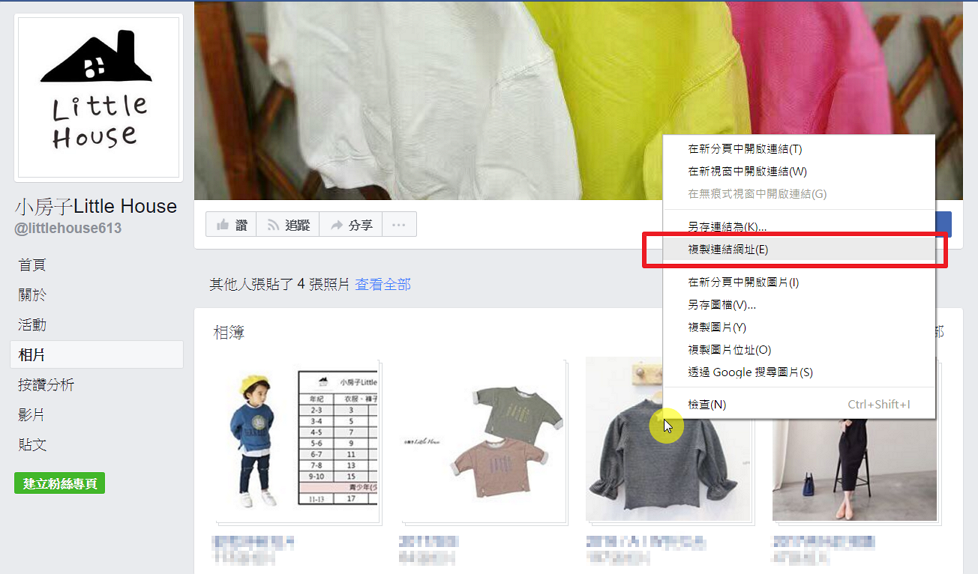 Little
House
小房子Little House
@littlehouse613
首頁
關於
活動
相片
按讚分析
影片
貼文
建立粉絲專頁
讚
追蹤
分享
其他人張貼了 4 張照片 查看全部
相簿
部
在新分頁中開啟連結(T)
在新視窗中開啟連結(W)
在無痕式視窗中開啟連結(G)
另存連結為(K)...
複製連結網址(E)
在新分頁中開啟圖片(I)
另存圖檔(V)...
複製圖片(Y)
複製圖片位址(O)
透過 Google 搜尋圖片(S)
檢查(N) Ctrl+Shift+I
小房子Little
年紀 衣服、褲子
2-3 3
3-4 5
4-5 7
5-6 9
6-7 11
7-8 13
9-10 15
青少年(
11-13 17
Little House